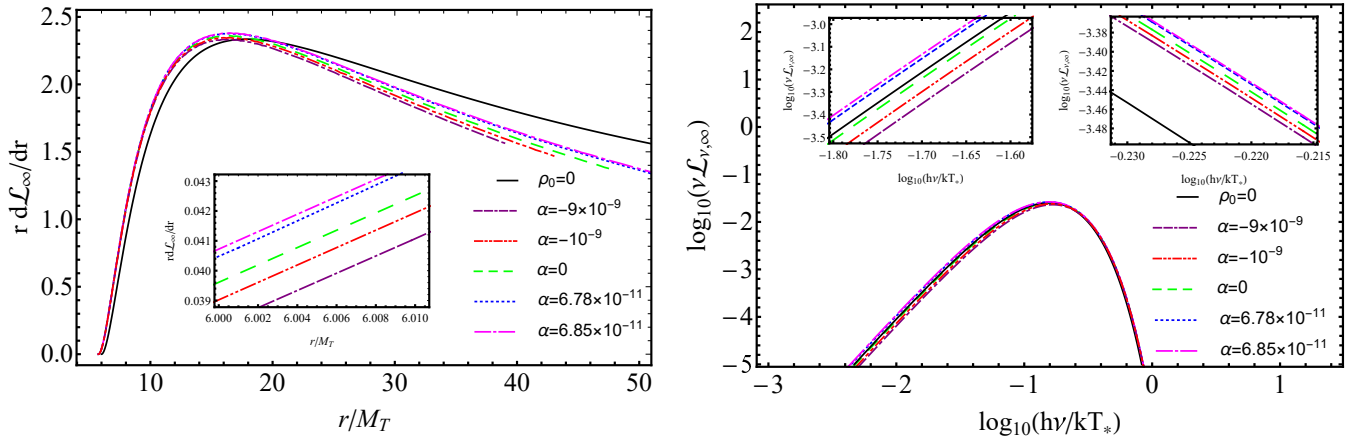 r dℒ∞/dr
2.5
2.0
1.5
1.0
0.5
0.0
10
20
30
40
50
r/M_T
rdℒ∞/dr
0.043
0.042
0.041
0.040
0.039
6.000
6.002
6.004
6.006
6.008
6.010
r/M_T
ρ₀=0
α=−9×10⁻⁹
α=−10⁻⁹
α=0
α=6.78×10⁻¹¹
α=6.85×10⁻¹¹
log₁₀(νℒ_ν,∞)
2
1
0
−1
−2
−3
−4
−5
−3
−2
−1
0
1
log₁₀(hν/kT_*)
log₁₀(νℒ_ν,∞)
−3.0
−3.1
−3.2
−3.3
−3.4
−3.5
−1.80
−1.75
−1.70
−1.65
−1.60
log₁₀(hν/kT_*)
log₁₀(νℒ_ν,∞)
−3.38
−3.40
−3.42
−3.44
−3.46
−3.48
−0.230
−0.225
−0.220
−0.215
log₁₀(hν/kT_*)
ρ₀=0
α=−9×10⁻⁹
α=−10⁻⁹
α=0
α=6.78×10⁻¹¹
α=6.85×10⁻¹¹